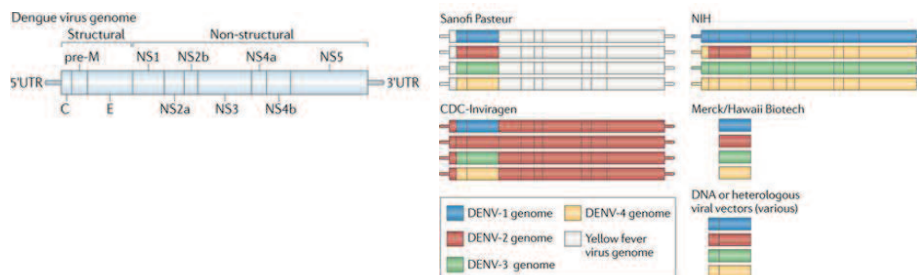 Dengue virus genome
Structural
Non-structural
pre-M
NS1
NS2b
NS4a
NS5
5'UTR
3'UTR
C
E
NS2a
NS3
NS4b
Sanofi Pasteur
NIH
CDC-Inviragen
Merck/Hawaii Biotech
DNA or heterologous
viral vectors (various)
DENV-1 genome
DENV-4 genome
DENV-2 genome
Yellow fever
virus genome
DENV-3 genome